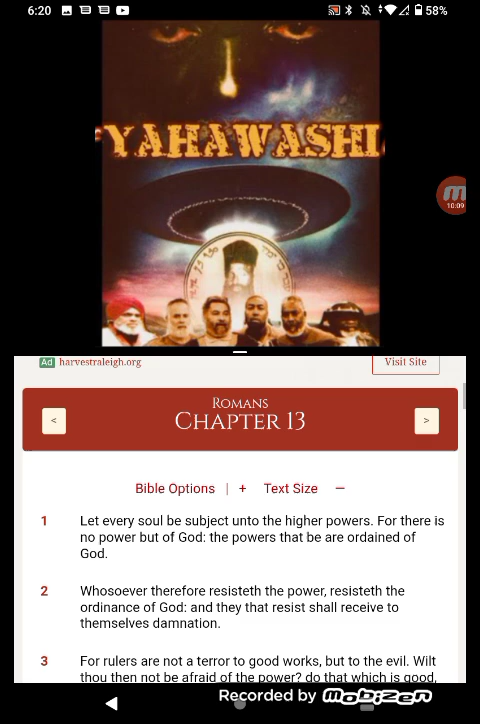 6:20
58%
YAHAWASHI
10:09
Ad harvestraleigh.org
Visit Site
Romans
Chapter 13
< >
Bible Options | + Text Size —
1 Let every soul be subject unto the higher powers. For there is
no power but of God: the powers that be are ordained of
God.
2 Whosoever therefore resisteth the power, resisteth the
ordinance of God: and they that resist shall receive to
themselves damnation.
3 For rulers are not a terror to good works, but to the evil. Wilt
thou then not be afraid of the power? do that which is good,
Recorded by Mobizen